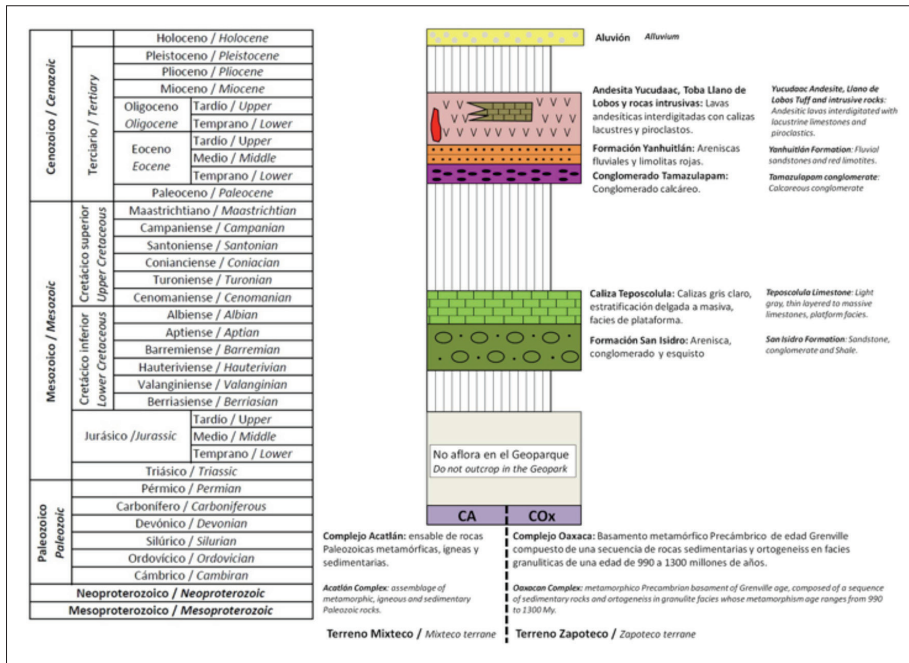 Cenozoico / Cenozoic
Terciario / Tertiary
Holoceno / Holocene
Pleistoceno / Pleistocene
Plioceno / Pliocene
Mioceno / Miocene
Oligoceno
Oligocene
Tardío / Upper
Temprano / Lower
Eoceno
Eocene
Tardío / Upper
Medio / Middle
Temprano / Lower
Paleoceno / Paleocene
Mesozoico / Mesozoic
Cretácico superior
Upper Cretaceous
Maastrichtiano / Maastrichtian
Campaniense / Campanian
Santoniense / Santonian
Conianciense / Coniacian
Turoniense / Turonian
Cenomaniense / Cenomanian
Cretácico inferior
Lower Cretaceous
Albiense / Albian
Aptiense / Aptian
Barremiense / Barremian
Hauteriviense / Hauterivian
Valanginiense / Valanginian
Berriasiense / Berriasian
Jurásico /Jurassic
Tardío / Upper
Medio / Middle
Temprano / Lower
Triásico / Triassic
Paleozoico
Paleozoic
Pérmico / Permian
Carbonífero / Carboniferous
Devónico / Devonian
Silúrico / Silurian
Ordovícico / Ordovician
Cámbrico / Cambiran
Neoproterozoico / Neoproterozoic
Mesoproterozoico / Mesoproterozoic
Aluvión
Alluvium
Andesita Yucudaac, Toba Llano de
Lobos y rocas intrusivas: Lavas
andesíticas interdigitadas con calizas
lacustres y piroclastos.
Yucudaac Andesite, Llano de
Lobos Tuff and intrusive rocks:
Andesitic lavas interdigitated with
lacustrine limestones and
piroclastics.
Formación Yanhuitlán: Areniscas
fluviales y limolitas rojas.
Yanhuitlán Formation: Fluvial
sandstones and red limotites.
Conglomerado Tamazulapam:
Conglomerado calcáreo.
Tamazulapam conglomerate:
Calcareous conglomerate
Caliza Teposcolula: Calizas gris claro,
estratificación delgada a masiva,
facies de plataforma.
Teposcolula Limestone: Light
gray, thin layered to massive
limestones, platform facies.
Formación San Isidro: Arenisca,
conglomerado y esquisto
San Isidro Formation: Sandstone,
conglomerate and Shale.
No aflora en el Geoparque
Do not outcrop in the Geopark
CA
COx
Complejo Acatlán: ensable de rocas
Paleozoicas metamórficas, ígneas y
sedimentarias.
Complejo Oaxaca: Basamento metamórfico Precámbrico de edad Grenville
compuesto de una secuencia de rocas sedimentarias y ortogeneiss en facies
granulíticas de una edad de 990 a 1300 millones de años.
Acatlán Complex: assemblage of
metamorphic, igneous and sedimentary
Paleozoic rocks.
Oaxacan Complex: metamorphico Precambrian basament of Grenville age, composed of a sequence
of sedimentary rocks and ortogeneiss in granulite facies whose metamorphism age ranges from 990
to 1300 My.
Terreno Mixteco / Mixteco terrane
Terreno Zapoteco / Zapoteco terrane